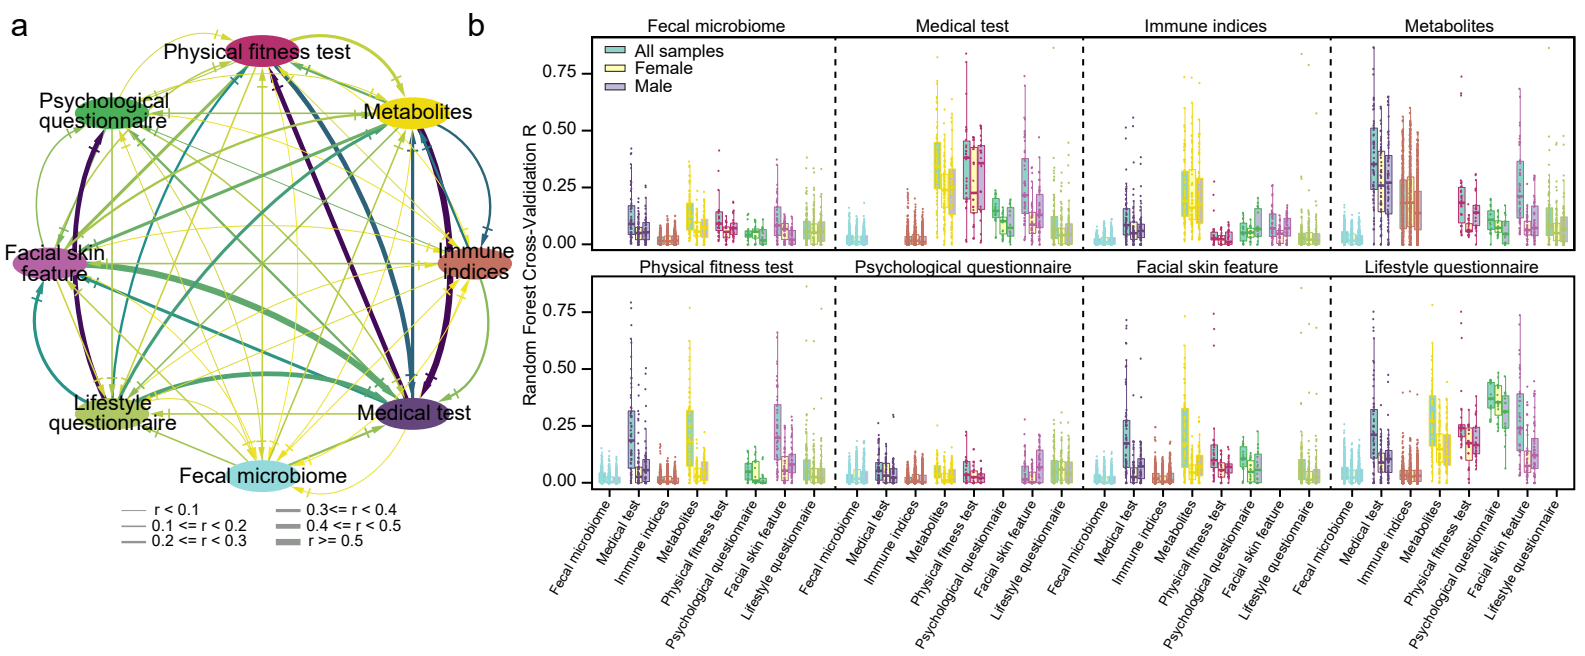 a
Physical fitness test
Psychological
questionnaire
Metabolites
Facial skin
feature
Immune
indices
Lifestyle
questionnaire
Medical test
Fecal microbiome
r < 0.1
0.1 <= r < 0.2
0.2 <= r < 0.3
0.3<= r < 0.4
0.4 <= r < 0.5
r >= 0.5
b
Random Forest Cross-Valdidation R
Fecal microbiome
Medical test
Immune indices
Metabolites
All samples
Female
Male
0.75
0.50
0.25
0.00
Physical fitness test
Psychological questionnaire
Facial skin feature
Lifestyle questionnaire
0.75
0.50
0.25
0.00
Fecal microbiome
Medical test
Immune indices
Metabolites
Physical fitness test
Psychological questionnaire
Facial skin feature
Lifestyle questionnaire
Fecal microbiome
Medical test
Immune indices
Metabolites
Physical fitness test
Psychological questionnaire
Facial skin feature
Lifestyle questionnaire
Fecal microbiome
Medical test
Immune indices
Metabolites
Physical fitness test
Psychological questionnaire
Facial skin feature
Lifestyle questionnaire
Fecal microbiome
Medical test
Immune indices
Metabolites
Physical fitness test
Psychological questionnaire
Facial skin feature
Lifestyle questionnaire